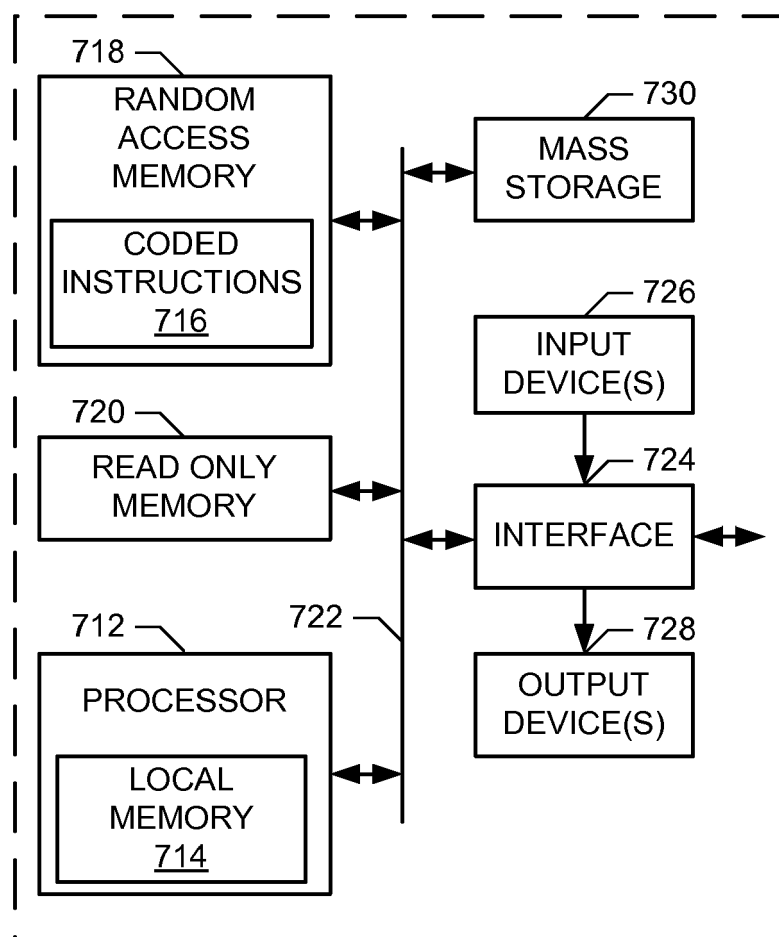 718
RANDOM
ACCESS
MEMORY
CODED
INSTRUCTIONS
716
720
READ ONLY
MEMORY
712
PROCESSOR
LOCAL
MEMORY
714
722
730
MASS
STORAGE
726
INPUT
DEVICE(S)
724
INTERFACE
728
OUTPUT
DEVICE(S)